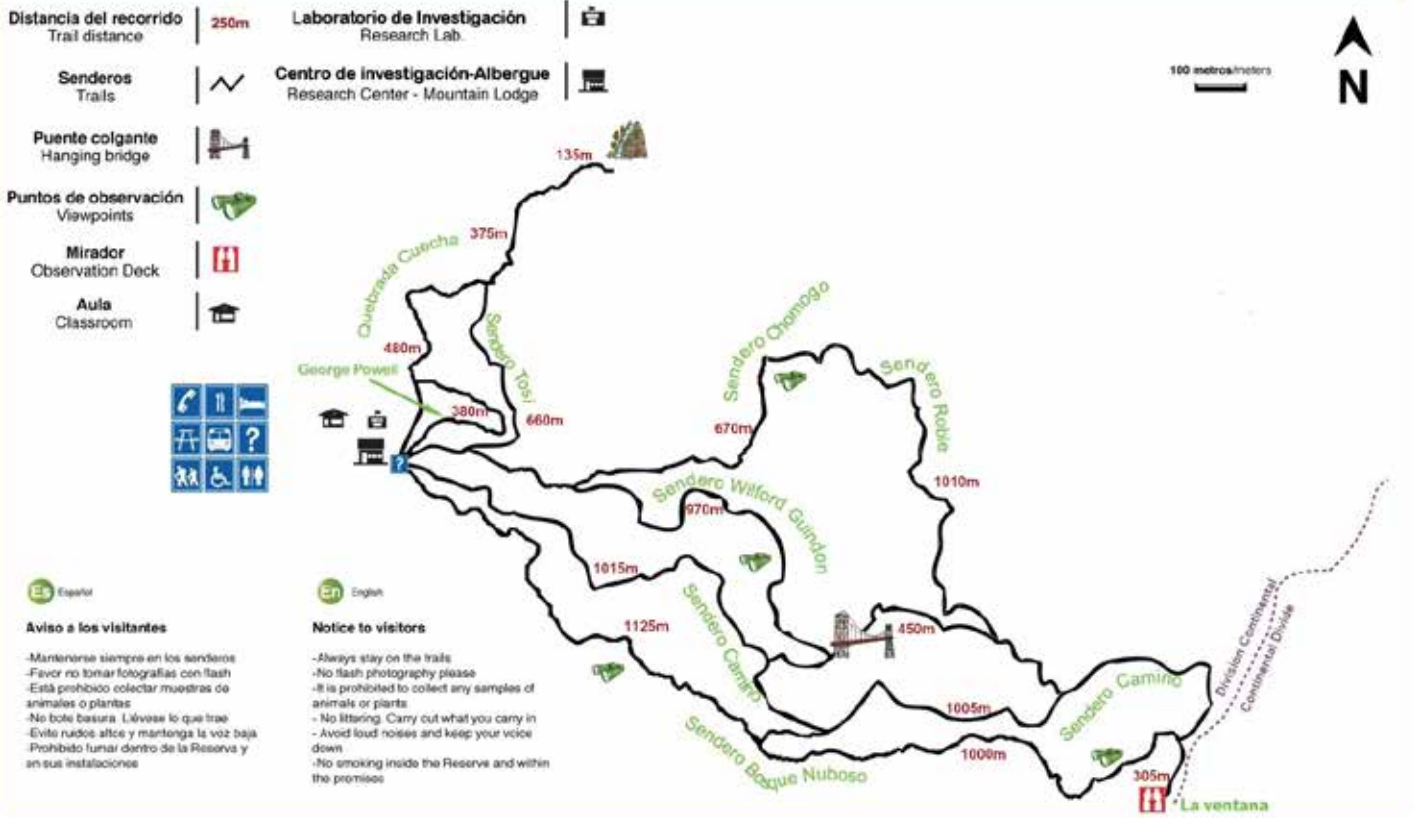 Distancia del recorrido
Trail distance
250m
Laboratorio de Investigación
Research Lab.
Senderos
Trails
Centro de investigación-Albergue
Research Center - Mountain Lodge
Puente colgante
Hanging bridge
Puntos de observación
Viewpoints
Mirador
Observation Deck
Aula
Classroom
100 metros/meters
N
135m
375m
Quebrada Cuecha
480m
Sendero Tosi
George Powell
380m
660m
Sendero Chomogo
Sendero Roble
670m
1010m
Sendero Wilford Guindon
970m
1015m
Sendero Camino
1125m
450m
Sendero Camino
1005m
Sendero Bosque Nuboso
1000m
305m
La ventana
Division Continental
Continental Divide
?
?
Es Español
Aviso a los visitantes
-Mantenerse siempre en los senderos
-Favor no tomar fotografías con flash
-Está prohibido colectar muestras de
animales o plantas
-No bote basura. Llévese lo que trae
-Evite ruidos altos y mantenga la voz baja
-Prohibido fumar dentro de la Reserva y
en sus instalaciones
En English
Notice to visitors
-Always stay on the trails
-No flash photography please
-It is prohibited to collect any samples of
animals or plants
- No littering. Carry out what you carry in
- Avoid loud noises and keep your voice
down
-No smoking inside the Reserve and within
the premises